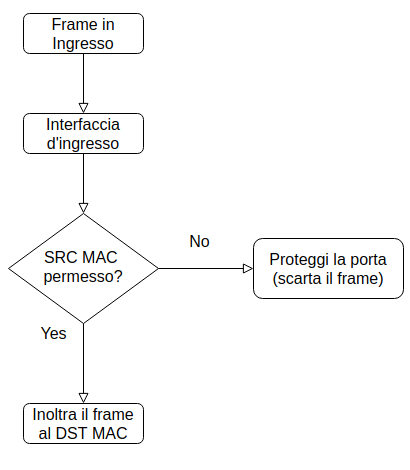 Frame in
Ingresso
Interfaccia
d'ingresso
SRC MAC
permesso?
No
Proteggi la porta
(scarta il frame)
Yes
Inoltra il frame
al DST MAC